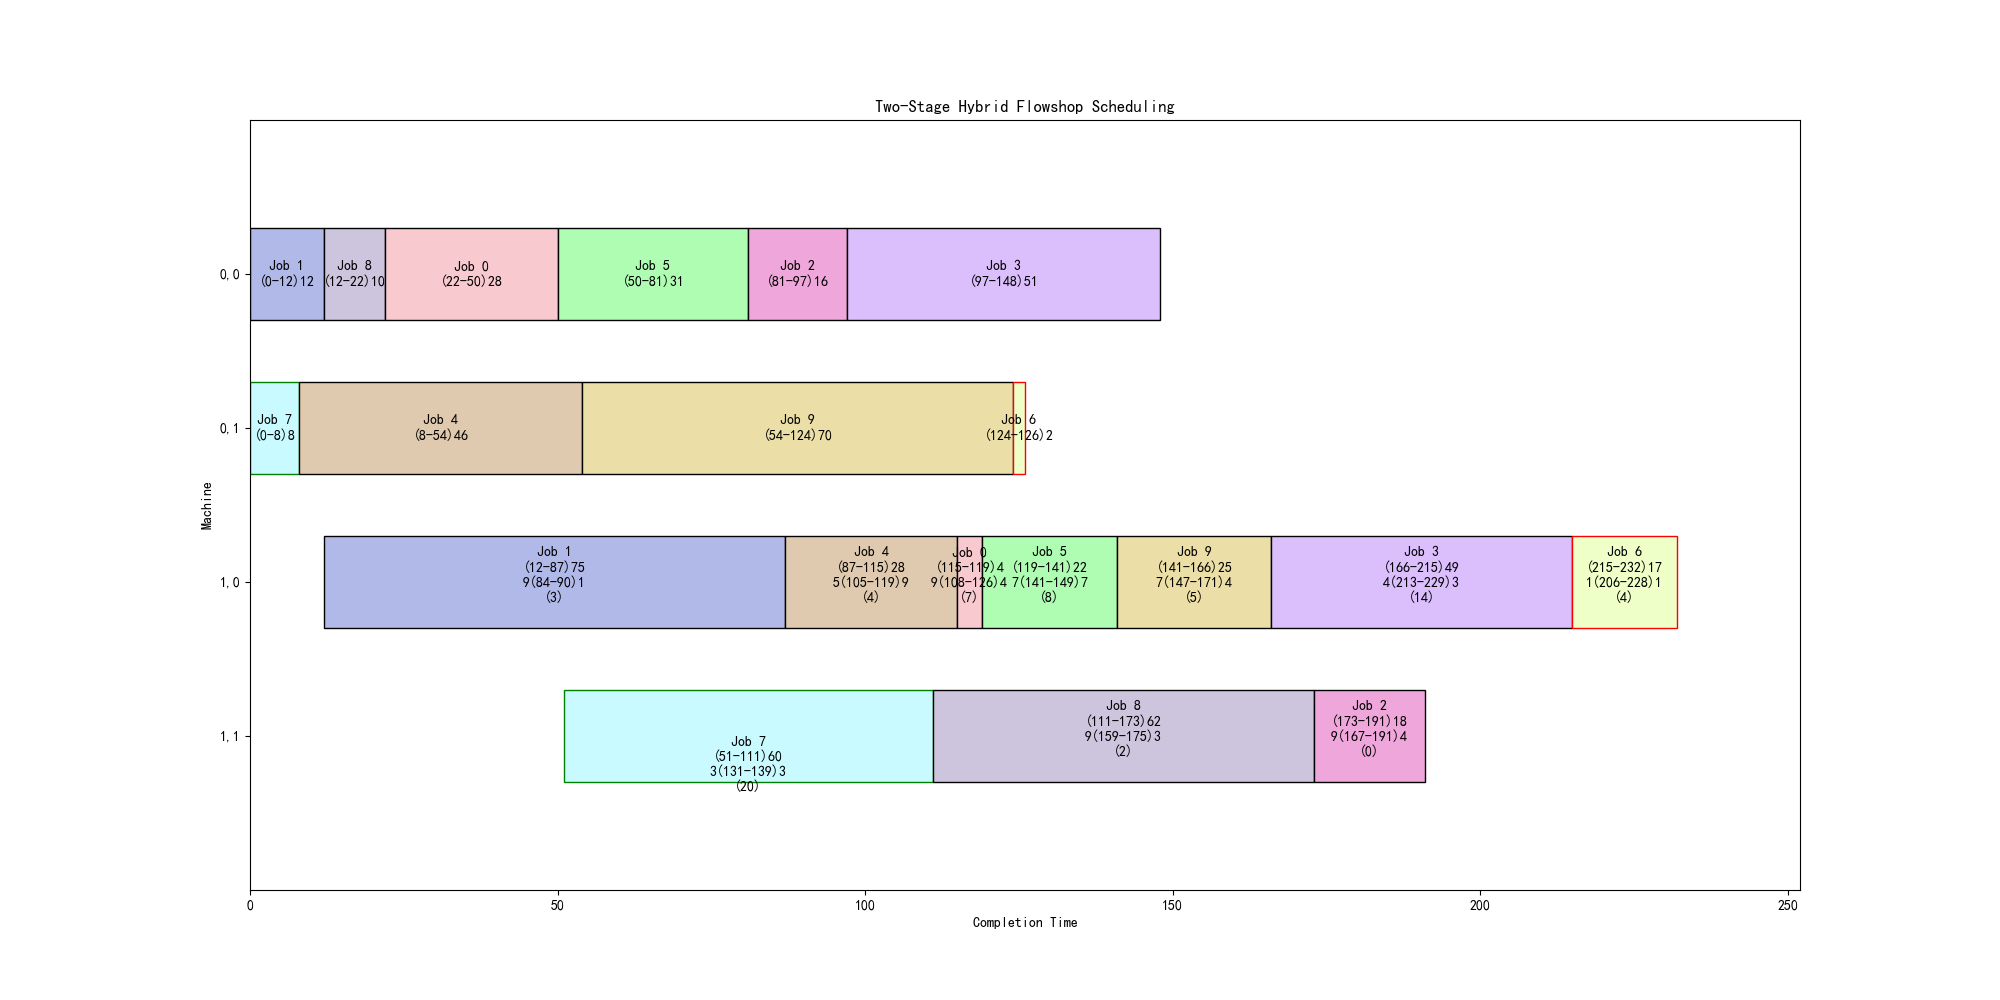 Two-Stage Hybrid Flowshop Scheduling
0,0
Job 1
(0-12)12
Job 8
(12-22)10
Job 0
(22-50)28
Job 5
(50-81)31
Job 2
(81-97)16
Job 3
(97-148)51
0,1
Job 7
(0-8)8
Job 4
(8-54)46
Job 9
(54-124)70
Job 6
(124-126)2
Machine
1,0
Job 1
(12-87)75
9(84-90)1
(3)
Job 4
(87-115)28
5(105-119)9
(4)
Job 0
(115-119)4
9(108-126)4
(7)
Job 5
(119-141)22
7(141-149)7
(8)
Job 9
(141-166)25
7(147-171)4
(5)
Job 3
(166-215)49
4(213-229)3
(14)
Job 6
(215-232)17
1(206-228)1
(4)
1,1
Job 7
(51-111)60
3(131-139)3
(20)
Job 8
(111-173)62
9(159-175)3
(2)
Job 2
(173-191)18
9(167-191)4
(0)
0
50
100
150
200
250
Completion Time